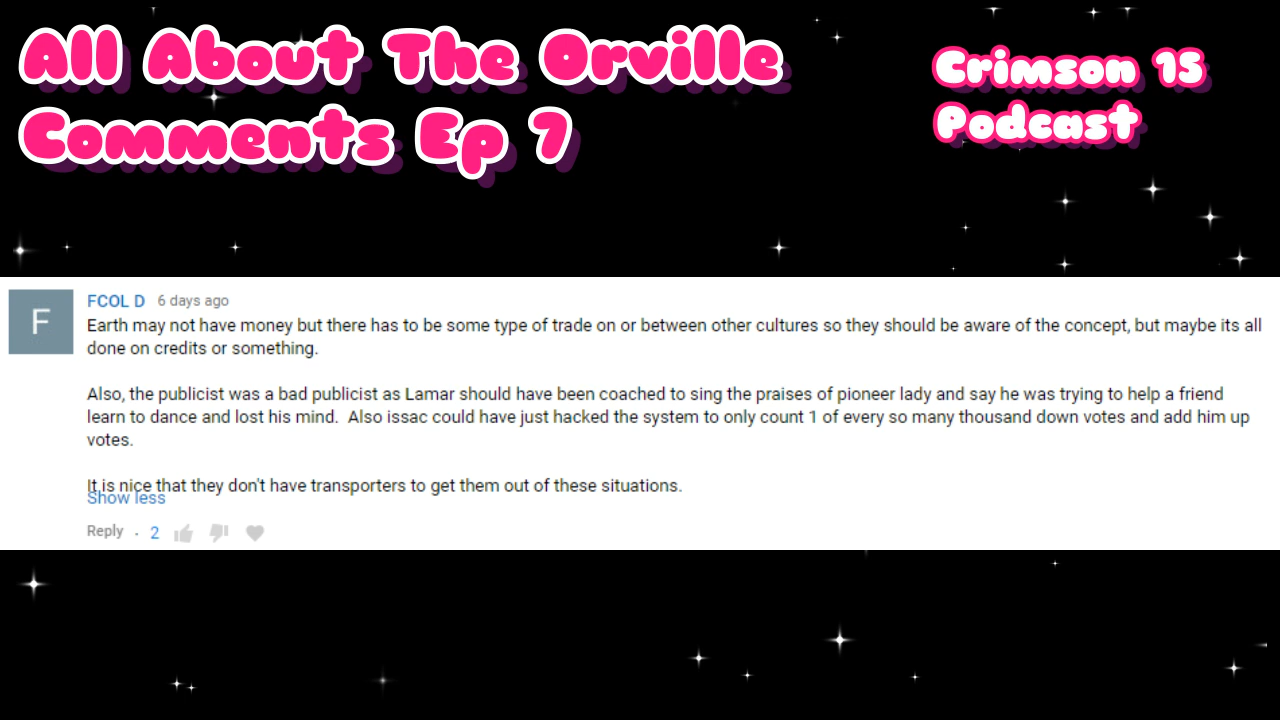 All About The Orville
Comments Ep 7
Crimson 15
Podcast
F
FCOL D 6 days ago
Earth may not have money but there has to be some type of trade on or between other cultures so they should be aware of the concept, but maybe its all
done on credits or something.
Also, the publicist was a bad publicist as Lamar should have been coached to sing the praises of pioneer lady and say he was trying to help a friend
learn to dance and lost his mind.  Also issac could have just hacked the system to only count 1 of every so many thousand down votes and add him up
votes.
It is nice that they don't have transporters to get them out of these situations.
Show less
Reply · 2